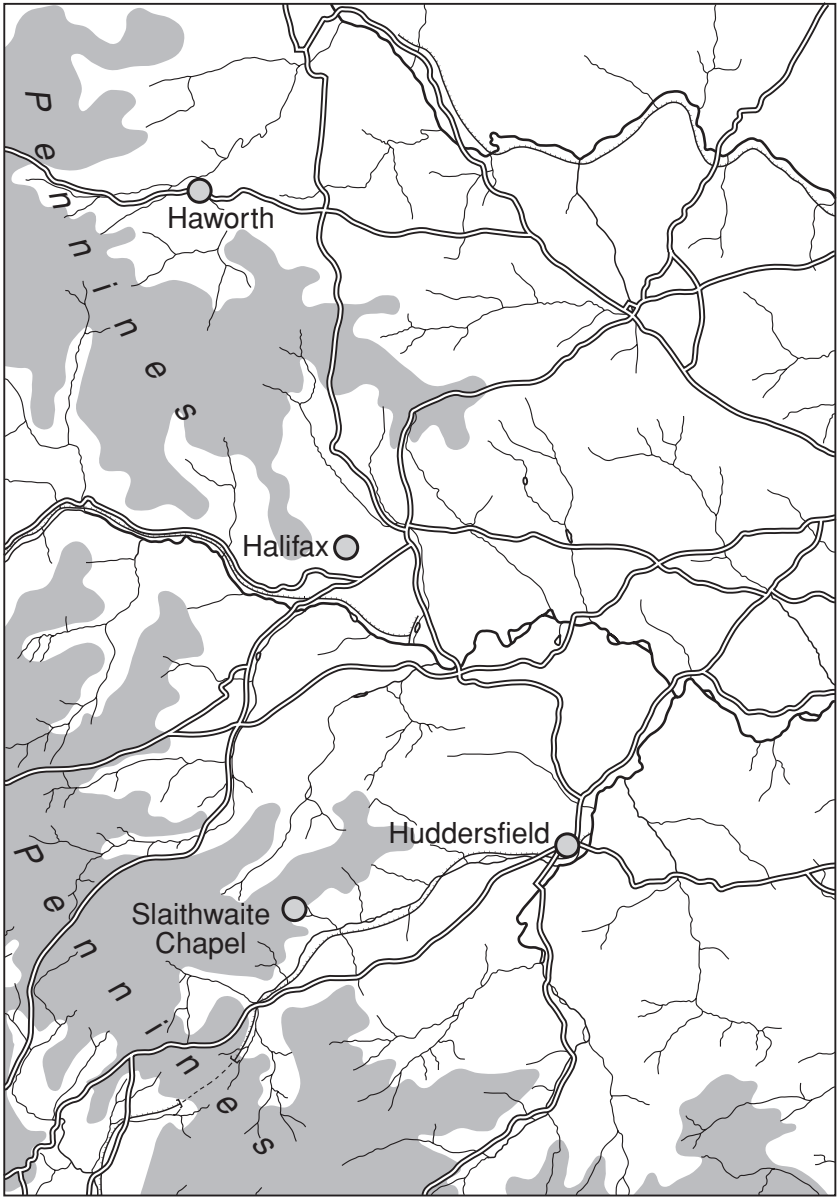 Pennines
Haworth
Halifax
Huddersfield
Slaithwaite
Chapel
Pennines